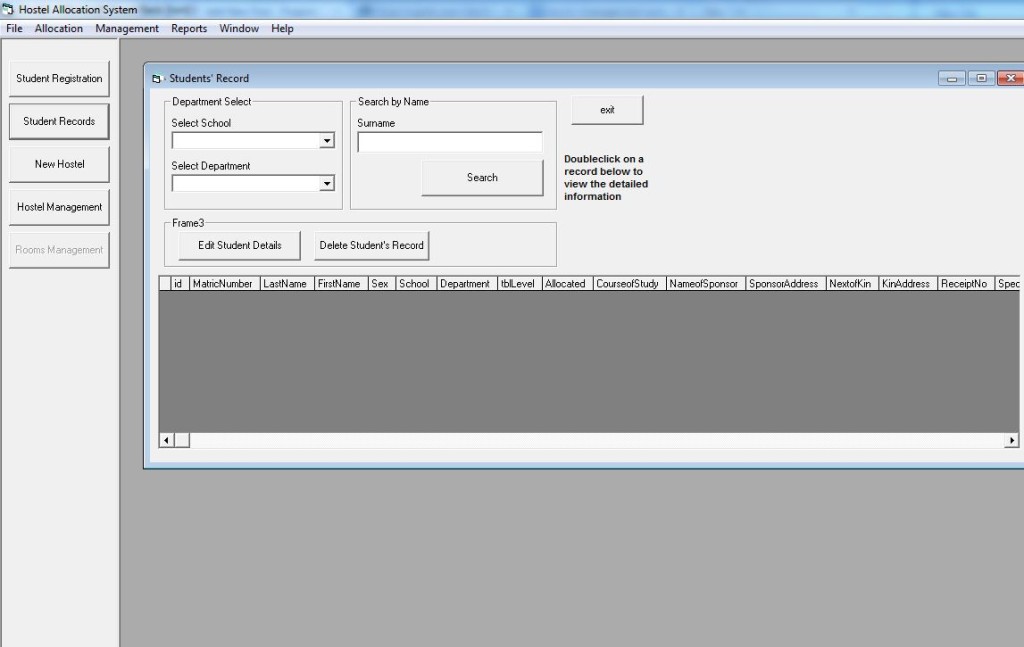 Hostel Allocation System
File Allocation Management Reports Window Help
Student Registration
Student Records
New Hostel
Hostel Management
Rooms Management
Students' Record
Department Select
Select School
Select Department
Search by Name
Surname
Search
exit
Doubleclick on a
record below to
view the detailed
information
Frame3
Edit Student Details
Delete Student's Record
id MatricNumber LastName FirstName Sex School Department tblLevel Allocated CourseofStudy NameofSponsor SponsorAddress NextofKin KinAddress ReceiptNo Spec